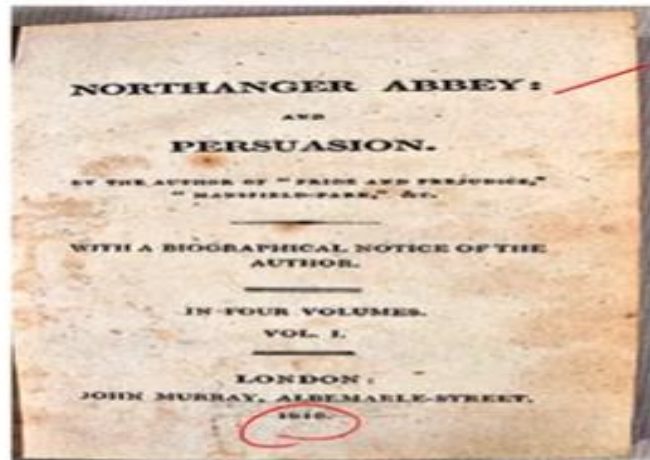 NORTHANGER ABBEY:
AND
PERSUASION.
BY THE AUTHOR OF "PRIDE AND PREJUDICE,"
"MANSFIELD-PARK," &C.
WITH A BIOGRAPHICAL NOTICE OF THE
AUTHOR.
IN FOUR VOLUMES.
VOL. I.
LONDON:
JOHN MURRAY, ALBEMARLE-STREET.